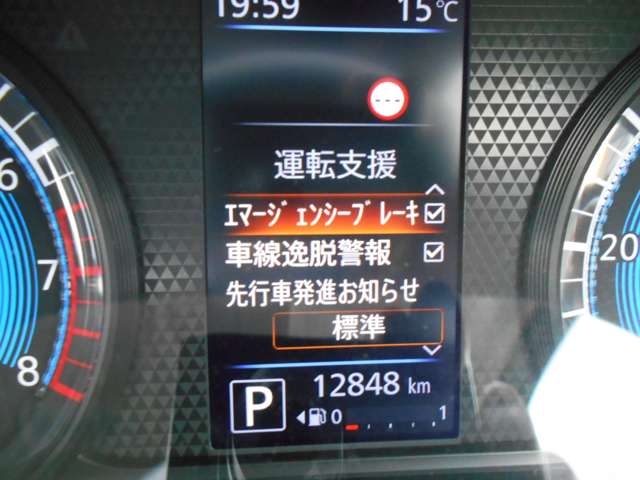 19:59 15℃
---
運転支援
ｴﾏｰｼﾞｪﾝｼｰﾌﾞﾚｰｷ
車線逸脱警報
先行車発進お知らせ
標準
P 12848 km
0 1
6
7
8
20